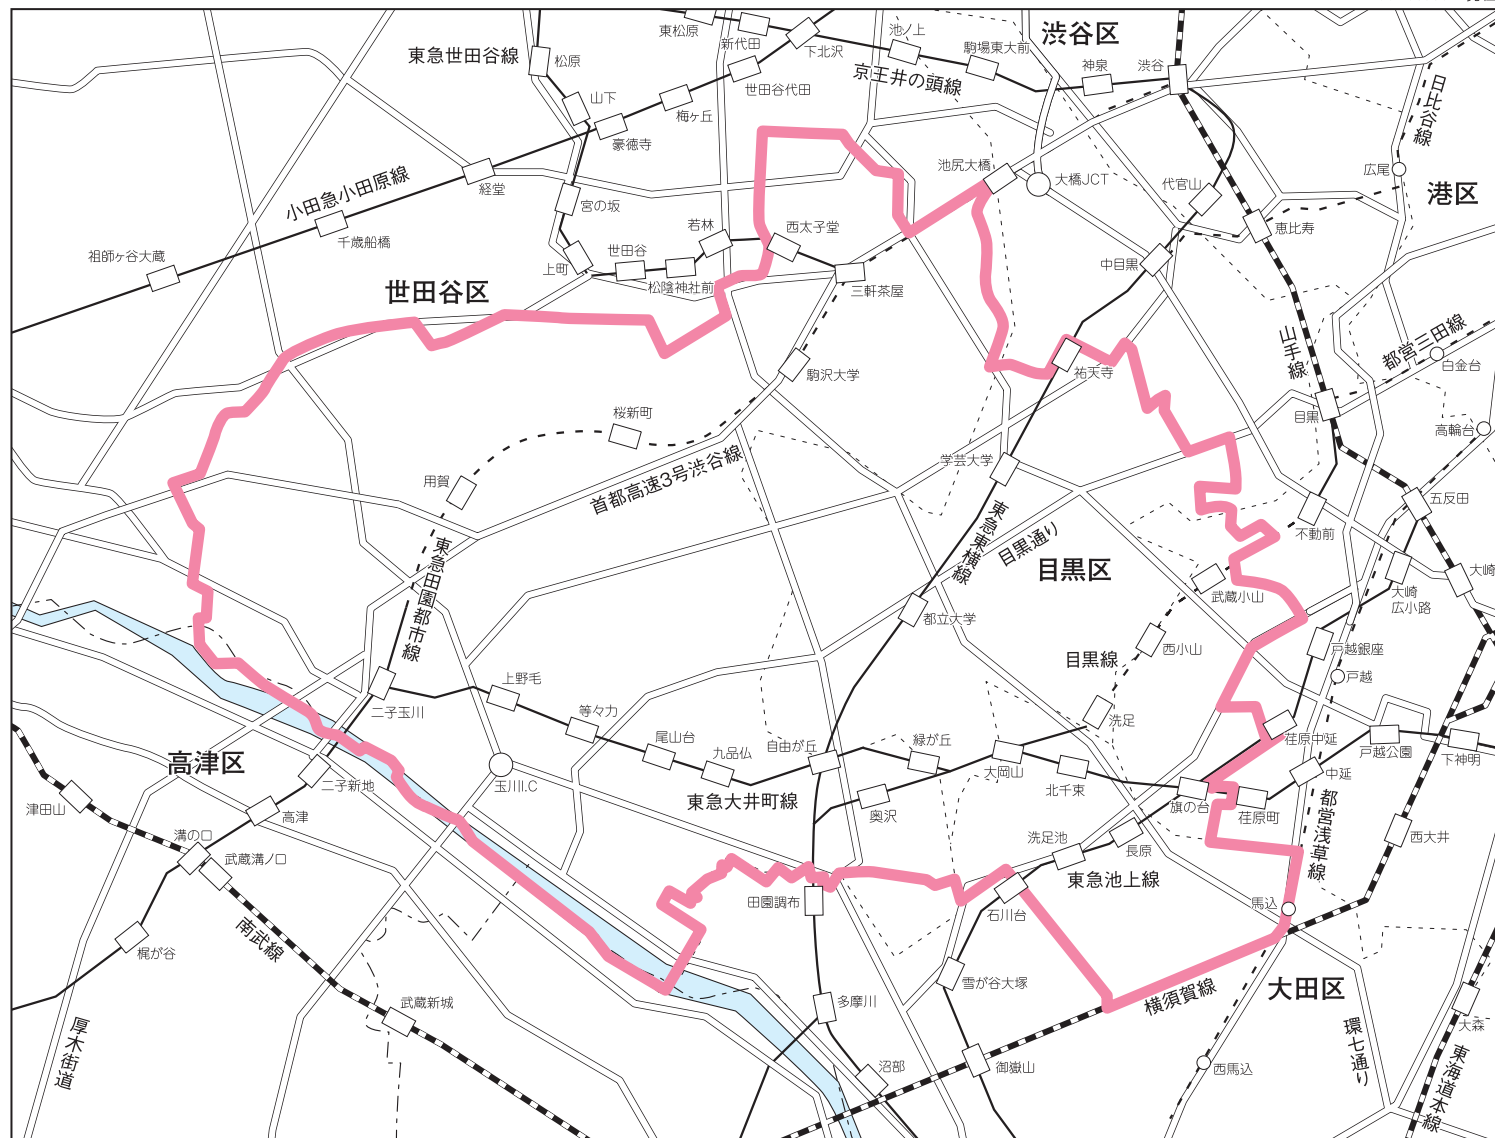 東松原
新代田
下北沢
池ノ上
駒場東大前
渋谷区
神泉
渋谷
東急世田谷線
松原
世田谷代田
京王井の頭線
日比谷線
山下
梅ヶ丘
豪徳寺
池尻大橋
大橋JCT
代官山
広尾
港区
経堂
小田急小田原線
宮の坂
千歳船橋
若林
西太子堂
恵比寿
祖師ヶ谷大蔵
上町
世田谷
松陰神社前
三軒茶屋
中目黒
世田谷区
山手線
都営三田線
白金台
駒沢大学
祐天寺
目黒
高輪台
桜新町
学芸大学
用賀
首都高速3号渋谷線
五反田
東急東横線
目黒通り
不動前
目黒区
大崎
大崎
広小路
東急田園都市線
都立大学
武蔵小山
西小山
目黒線
戸越銀座
戸越
上野毛
二子玉川
等々力
洗足
尾山台
九品仏
自由が丘
緑が丘
大岡山
荏原中延
戸越公園
下神明
高津区
二子新地
玉川I.C
北千束
中延
東急大井町線
奥沢
旗の台
荏原町
都営浅草線
津田山
高津
溝の口
武蔵溝ノ口
洗足池
長原
西大井
東急池上線
田園調布
石川台
馬込
梶が谷
南武線
雪が谷大塚
大田区
横須賀線
武蔵新城
多摩川
厚木街道
環七通り
大森
沼部
御嶽山
西馬込
東海道本線